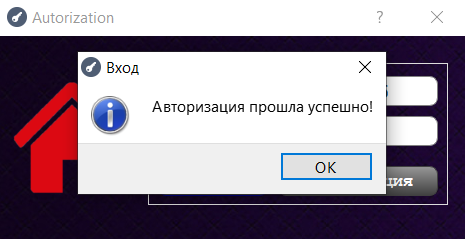 Autorization
?
Вход
Авторизация прошла успешно!
OK